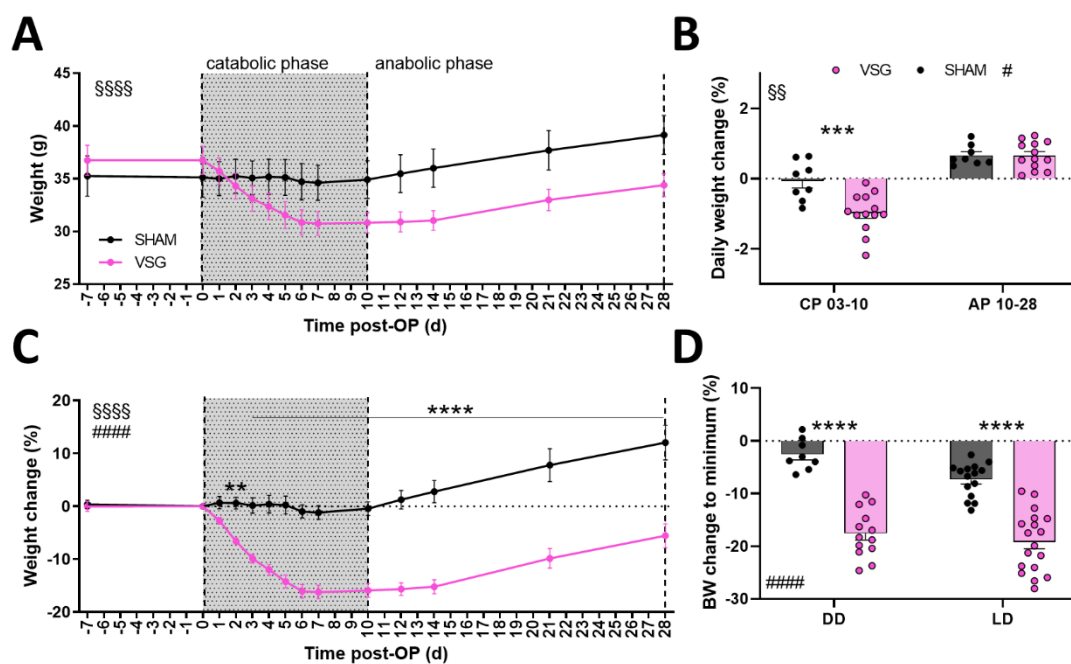 A
catabolic phase
anabolic phase
§§§§
45
40
35
30
25
Weight (g)
SHAM
VSG
-7 -6 -5 -4 -3 -2 -1 0 1 2 3 4 5 6 7 8 9 10 11 12 13 14 15 16 17 18 19 20 21 22 23 24 25 26 27 28
Time post-OP (d)
B
VSG SHAM #
§§
***
2
0
-2
Daily weight change (%)
CP 03-10 AP 10-28
C
§§§§
####
****
**
20
10
0
-10
-20
Weight change (%)
-7 -6 -5 -4 -3 -2 -1 0 1 2 3 4 5 6 7 8 9 10 11 12 13 14 15 16 17 18 19 20 21 22 23 24 25 26 27 28
Time post-OP (d)
D
10
0
-10
-20
-30
BW change to minimum (%)
**** ****
####
DD LD